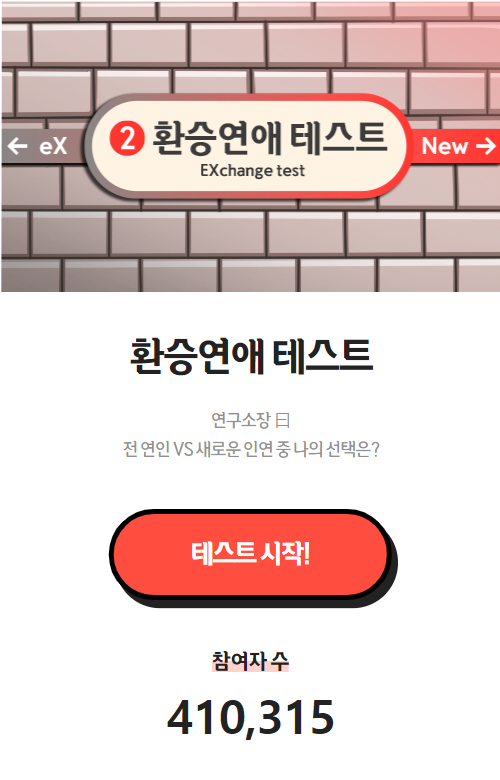 ← eX
2 환승연애 테스트
EXchange test
New →
환승연애 테스트
연구소장 曰
전 연인 VS 새로운 인연 중 나의 선택은?
테스트 시작!
참여자 수
410,315